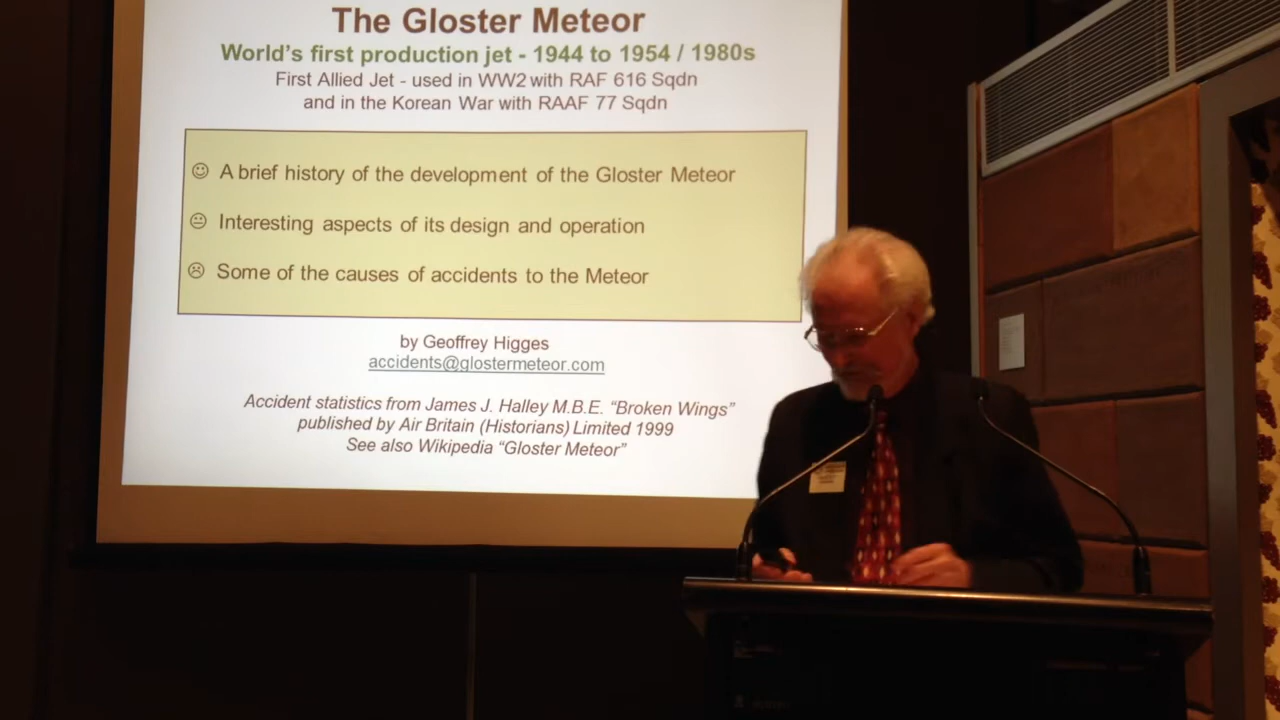 The Gloster Meteor
World's first production jet - 1944 to 1954 / 1980s
First Allied Jet - used in WW2 with RAF 616 Sqdn
and in the Korean War with RAAF 77 Sqdn
A brief history of the development of the Gloster Meteor
Interesting aspects of its design and operation
Some of the causes of accidents to the Meteor
by Geoffrey Higges
accidents@glostermeteor.com
Accident statistics from James J. Halley M.B.E. "Broken Wings"
published by Air Britain (Historians) Limited 1999
See also Wikipedia "Gloster Meteor"